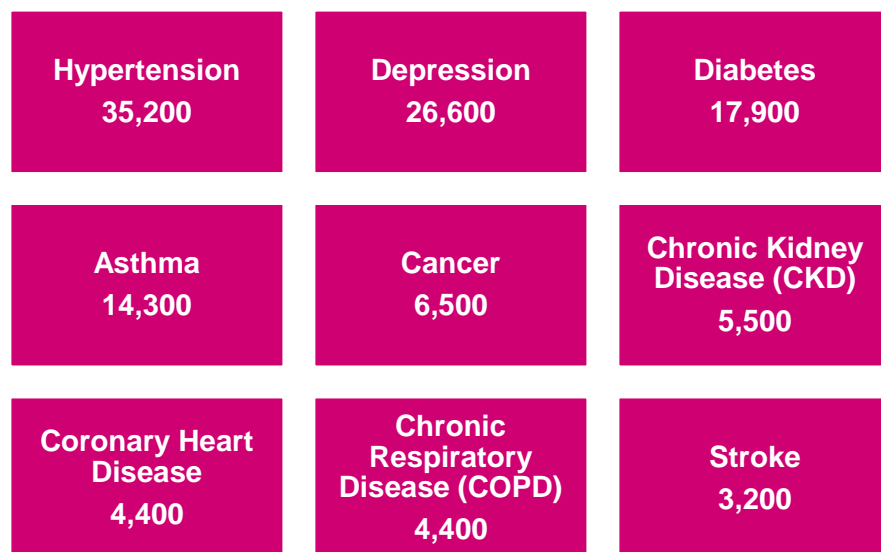 Hypertension
35,200
Depression
26,600
Diabetes
17,900
Asthma
14,300
Cancer
6,500
Chronic Kidney
Disease (CKD)
5,500
Coronary Heart
Disease
4,400
Chronic
Respiratory
Disease (COPD)
4,400
Stroke
3,200